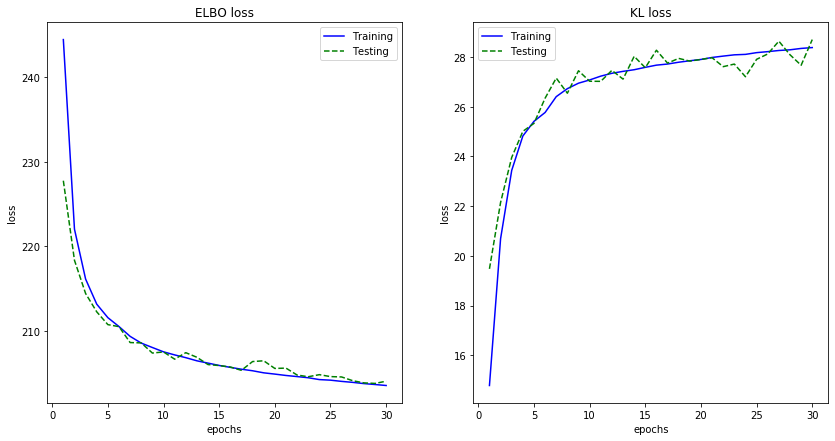 ELBO loss
Training
Testing
loss
240
230
220
210
0 5 10 15 20 25 30
epochs
KL loss
Training
Testing
loss
28
26
24
22
20
18
16
0 5 10 15 20 25 30
epochs